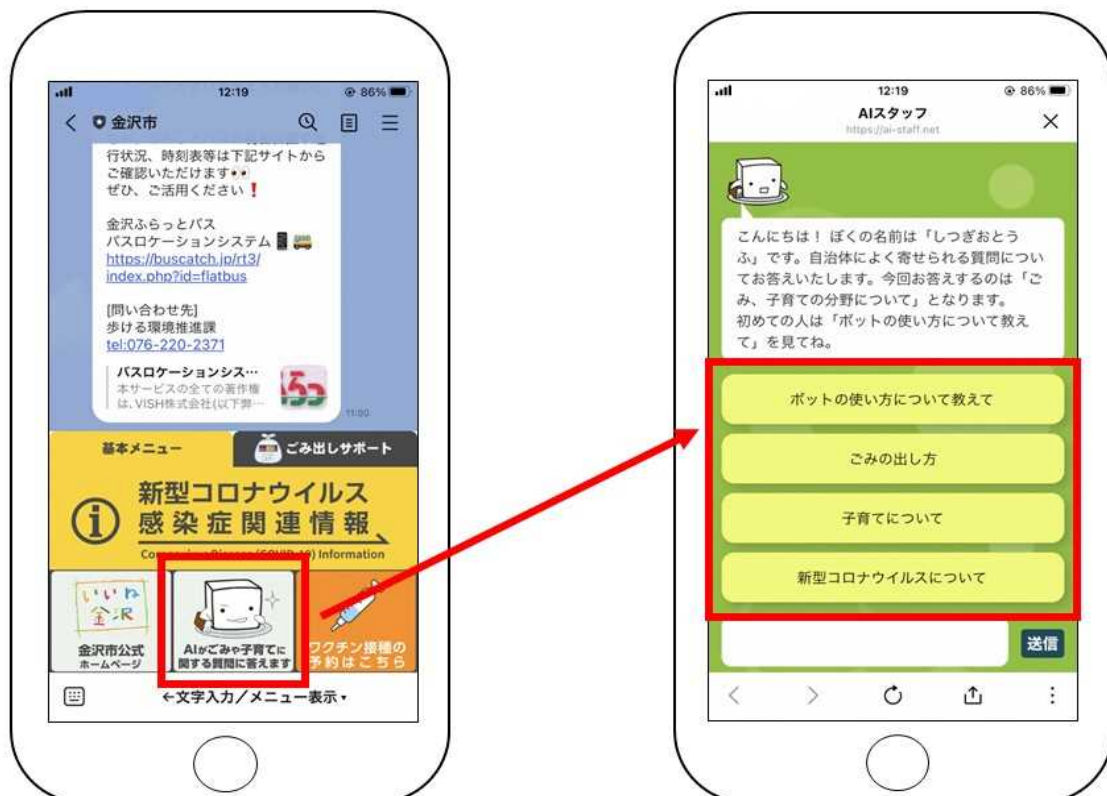 12:19
86%
金沢市
行状況、時刻表等は下記サイトから
ご確認いただけます👀
ぜひ、ご活用ください❗
金沢ふらっとバス
バスロケーションシステム📱🚌
https://buscatch.jp/rt3/
index.php?id=flatbus
[問い合わせ先]
歩ける環境推進課
tel:076-220-2371
バスロケーションシス…
本サービスの全ての著作権
は、VISH株式会社(以下弊…
11:00
基本メニュー
ごみ出しサポート
新型コロナウイルス
感染症関連情報
(COVID-19) Information
いいね
金沢
金沢市公式
ホームページ
AIがごみや子育てに
関する質問に答えます
ワクチン接種の
予約はこちら
←文字入力/メニュー表示▾
12:19
86%
AIスタッフ
https://ai-staff.net
こんにちは！ ぼくの名前は「しつぎおとう
ふ」です。自治体によく寄せられる質問につい
てお答えいたします。今回お答えするのは「ご
み、子育ての分野について」となります。
初めての人は「ボットの使い方について教え
て」を見てね。
ボットの使い方について教えて
ごみの出し方
子育てについて
新型コロナウイルスについて
送信